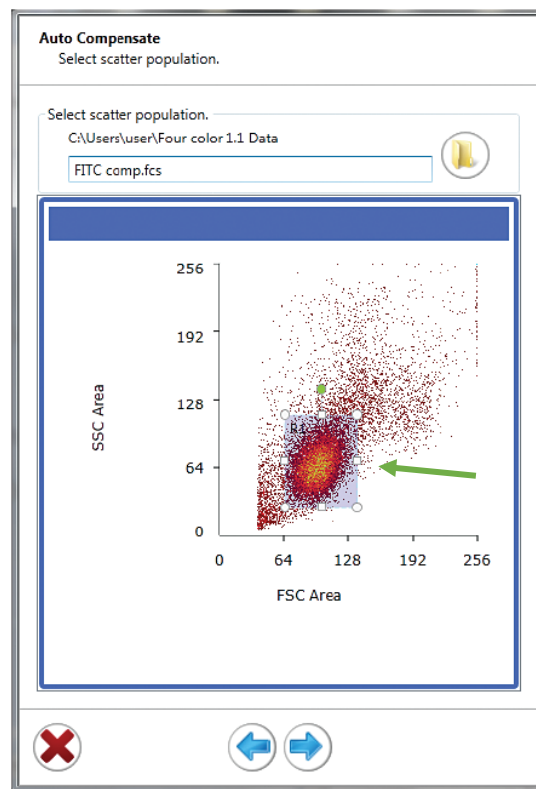 Auto Compensate
Select scatter population.
Select scatter population.
C:\Users\user\Four color 1.1 Data
FITC comp.fcs
256
192
128
64
0
SSC Area
R1
0 64 128 192 256
FSC Area